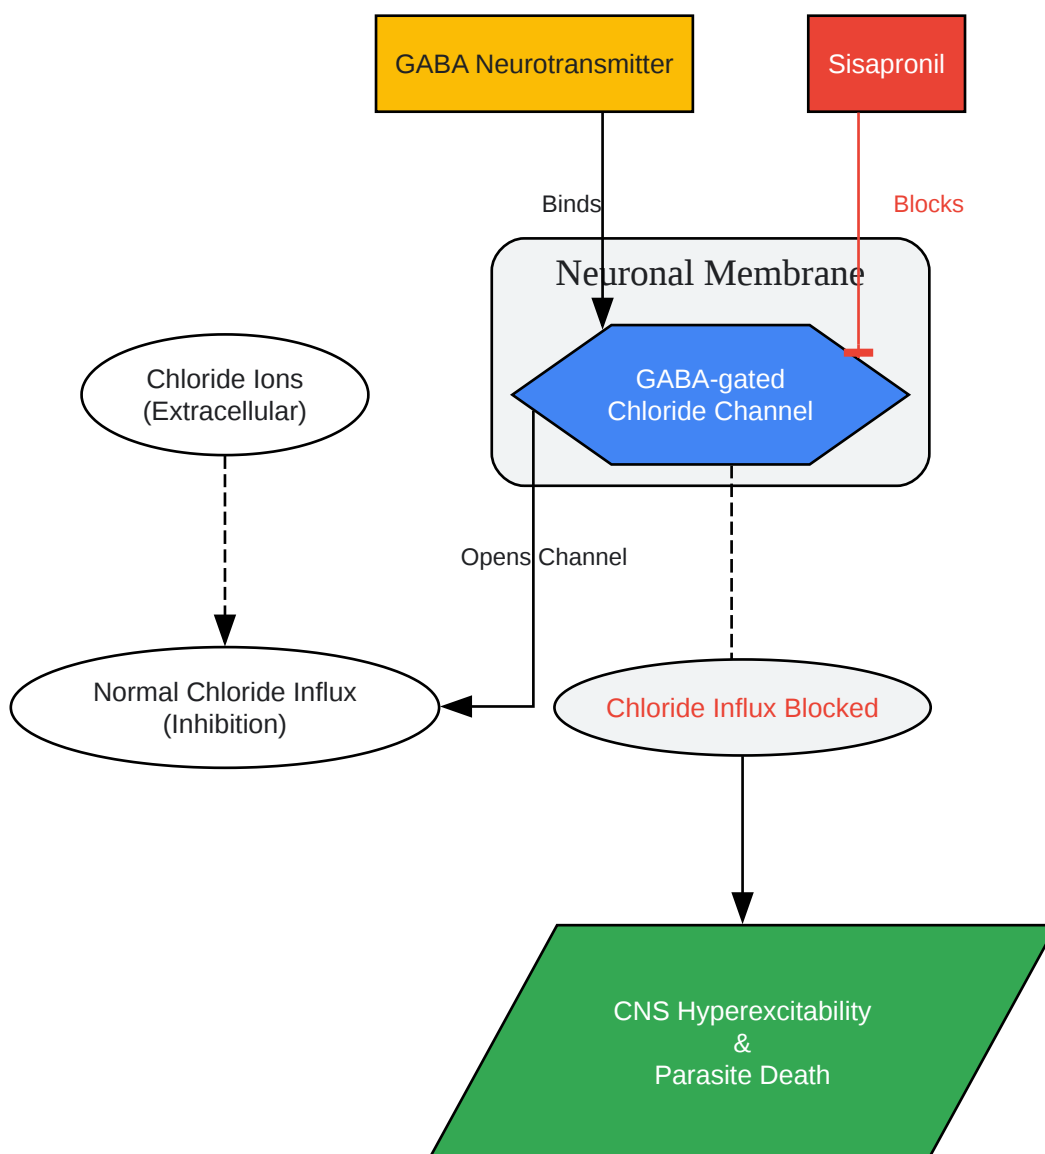 GABA Neurotransmitter
Sisapronil
Binds
Blocks
Neuronal Membrane
Chloride Ions
(Extracellular)
GABA-gated
Chloride Channel
Opens Channel
Normal Chloride Influx
(Inhibition)
Chloride Influx Blocked
CNS Hyperexcitability
&
Parasite Death